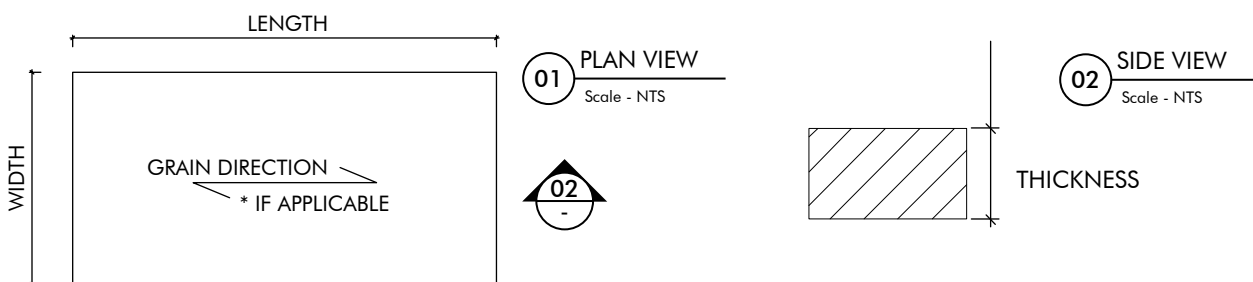 LENGTH
WIDTH
GRAIN DIRECTION
* IF APPLICABLE
01
PLAN VIEW
Scale - NTS
02
-
THICKNESS
02
SIDE VIEW
Scale - NTS